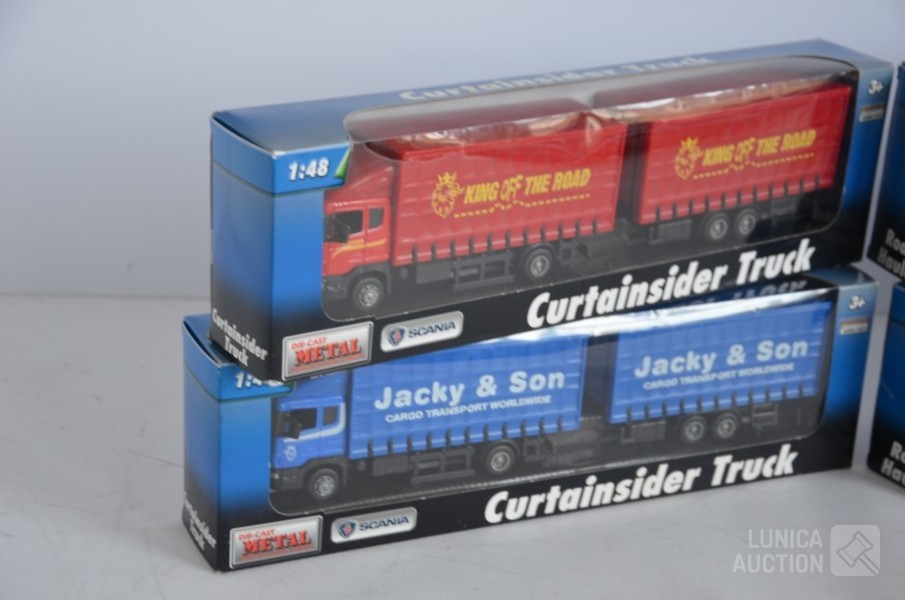 Curtainsider Truck
3+
1:48
KING OFF THE ROAD
KING OFF THE ROAD
Curtainsider Truck
Curtainsider
Truck
DIE-CAST
METAL
SCANIA
3+
Jacky & Son
CARGO TRANSPORT WORLDWIDE
Jacky & Son
CARGO TRANSPORT WORLDWIDE
Curtainsider Truck
Curtainsider
Truck
DIE-CAST
METAL
SCANIA
LUNICA
AUCTION